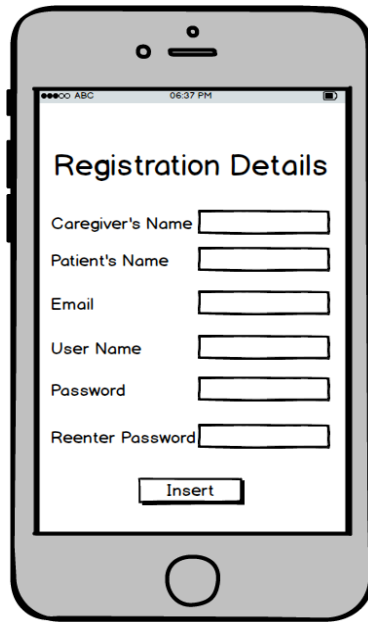 ABC 06:37 PM
Registration Details
Caregiver's Name
Patient's Name
Email
User Name
Password
Reenter Password
Insert